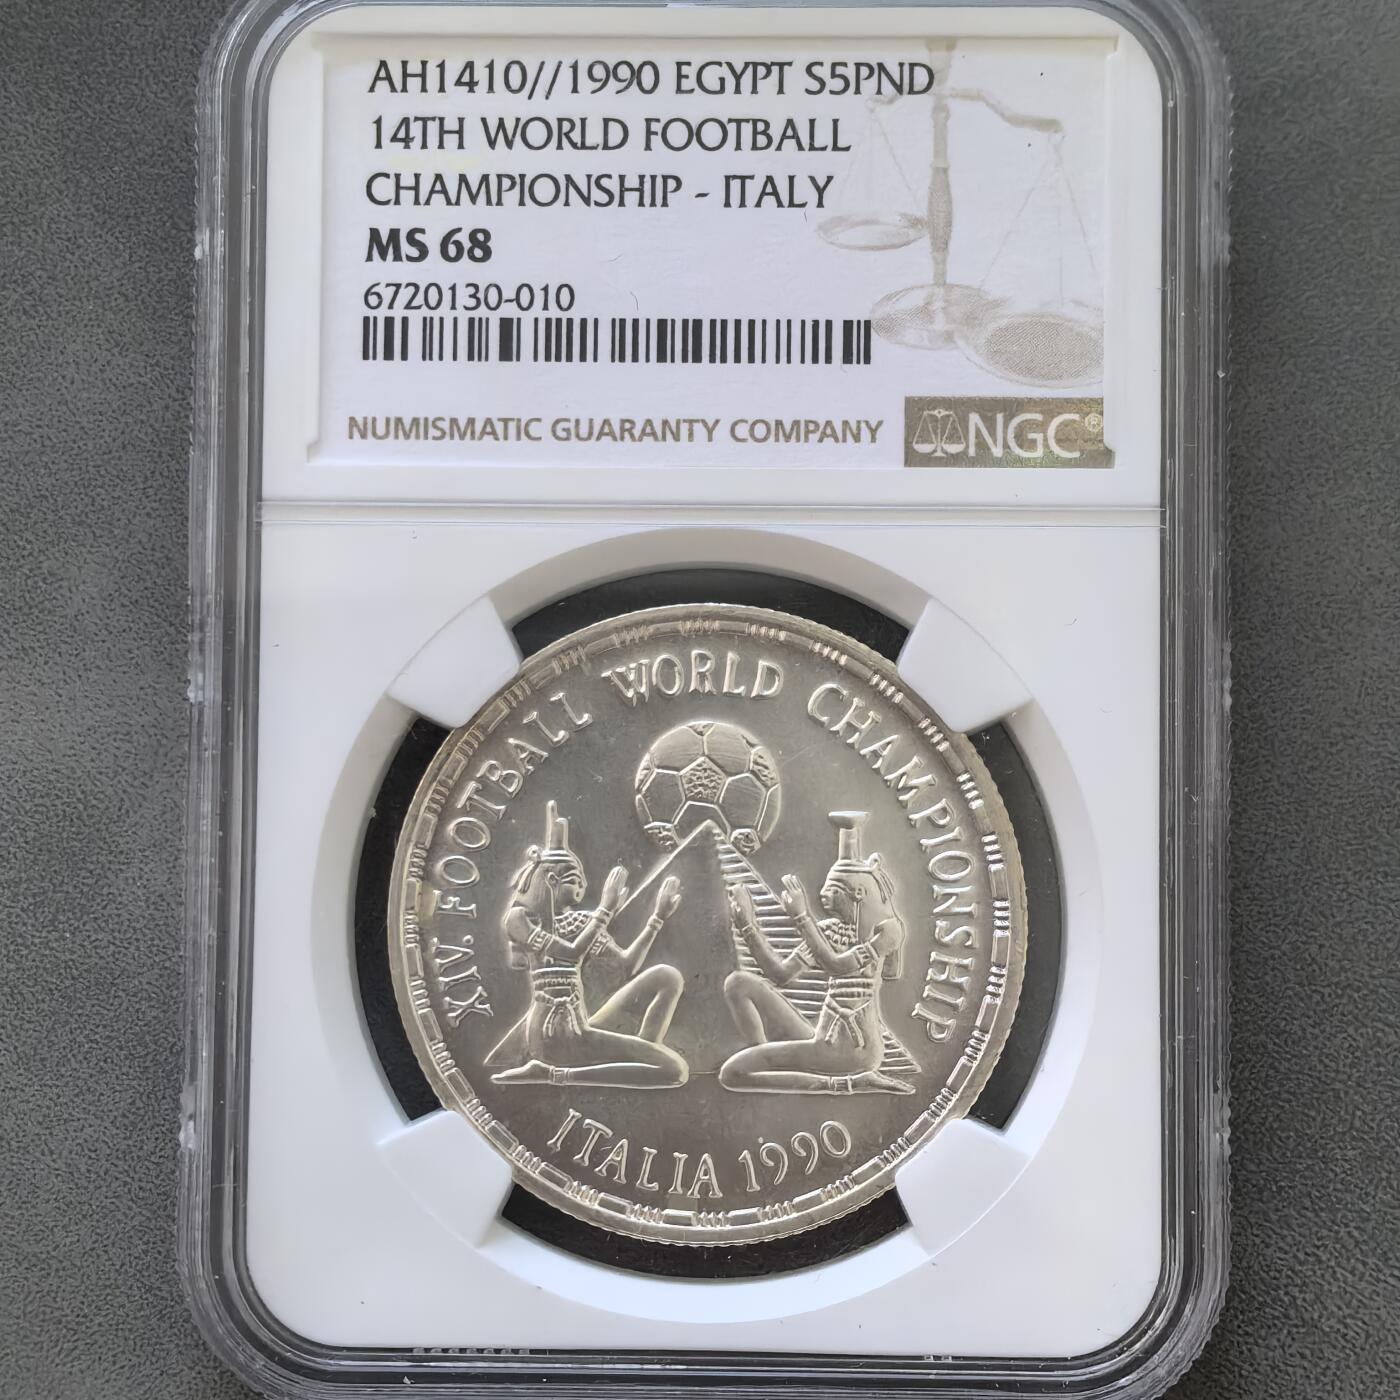 AH1410//1990 EGYPT S5PND
14TH WORLD FOOTBALL
CHAMPIONSHIP - ITALY
MS 68
6720130-010
NUMISMATIC GUARANTY COMPANY
NGC®
XIV. FOOTBALL WORLD CHAMPIONSHIP
ITALIA 1990